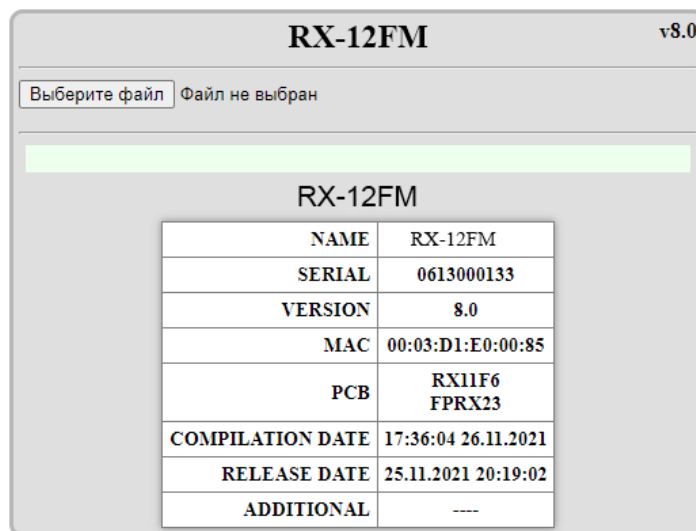 RX-12FM v8.0
Выберите файл Файл не выбран
RX-12FM
NAME RX-12FM
SERIAL 0613000133
VERSION 8.0
MAC 00:03:D1:E0:00:85
PCB RX11F6
FPRX23
COMPILATION DATE 17:36:04 26.11.2021
RELEASE DATE 25.11.2021 20:19:02
ADDITIONAL ----